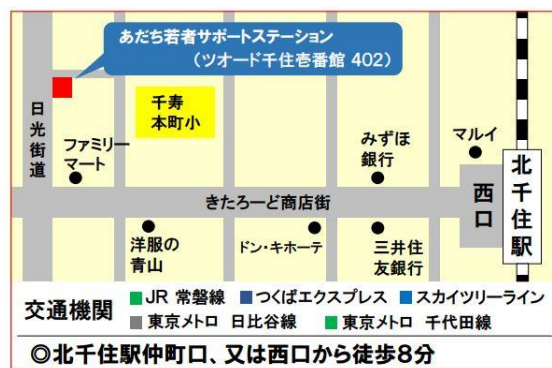 あだち若者サポートステーション
（ツオード千住壱番館 402）
日光街道
千寿
本町小
ファミリー
マート
みずほ
銀行
マルイ
北千住駅
西口
きたろーど商店街
洋服の
青山
ドン・キホーテ
三井住
友銀行
交通機関
JR 常磐線
つくばエクスプレス
スカイツリーライン
東京メトロ 日比谷線
東京メトロ 千代田線
◎北千住駅仲町口、又は西口から徒歩8分